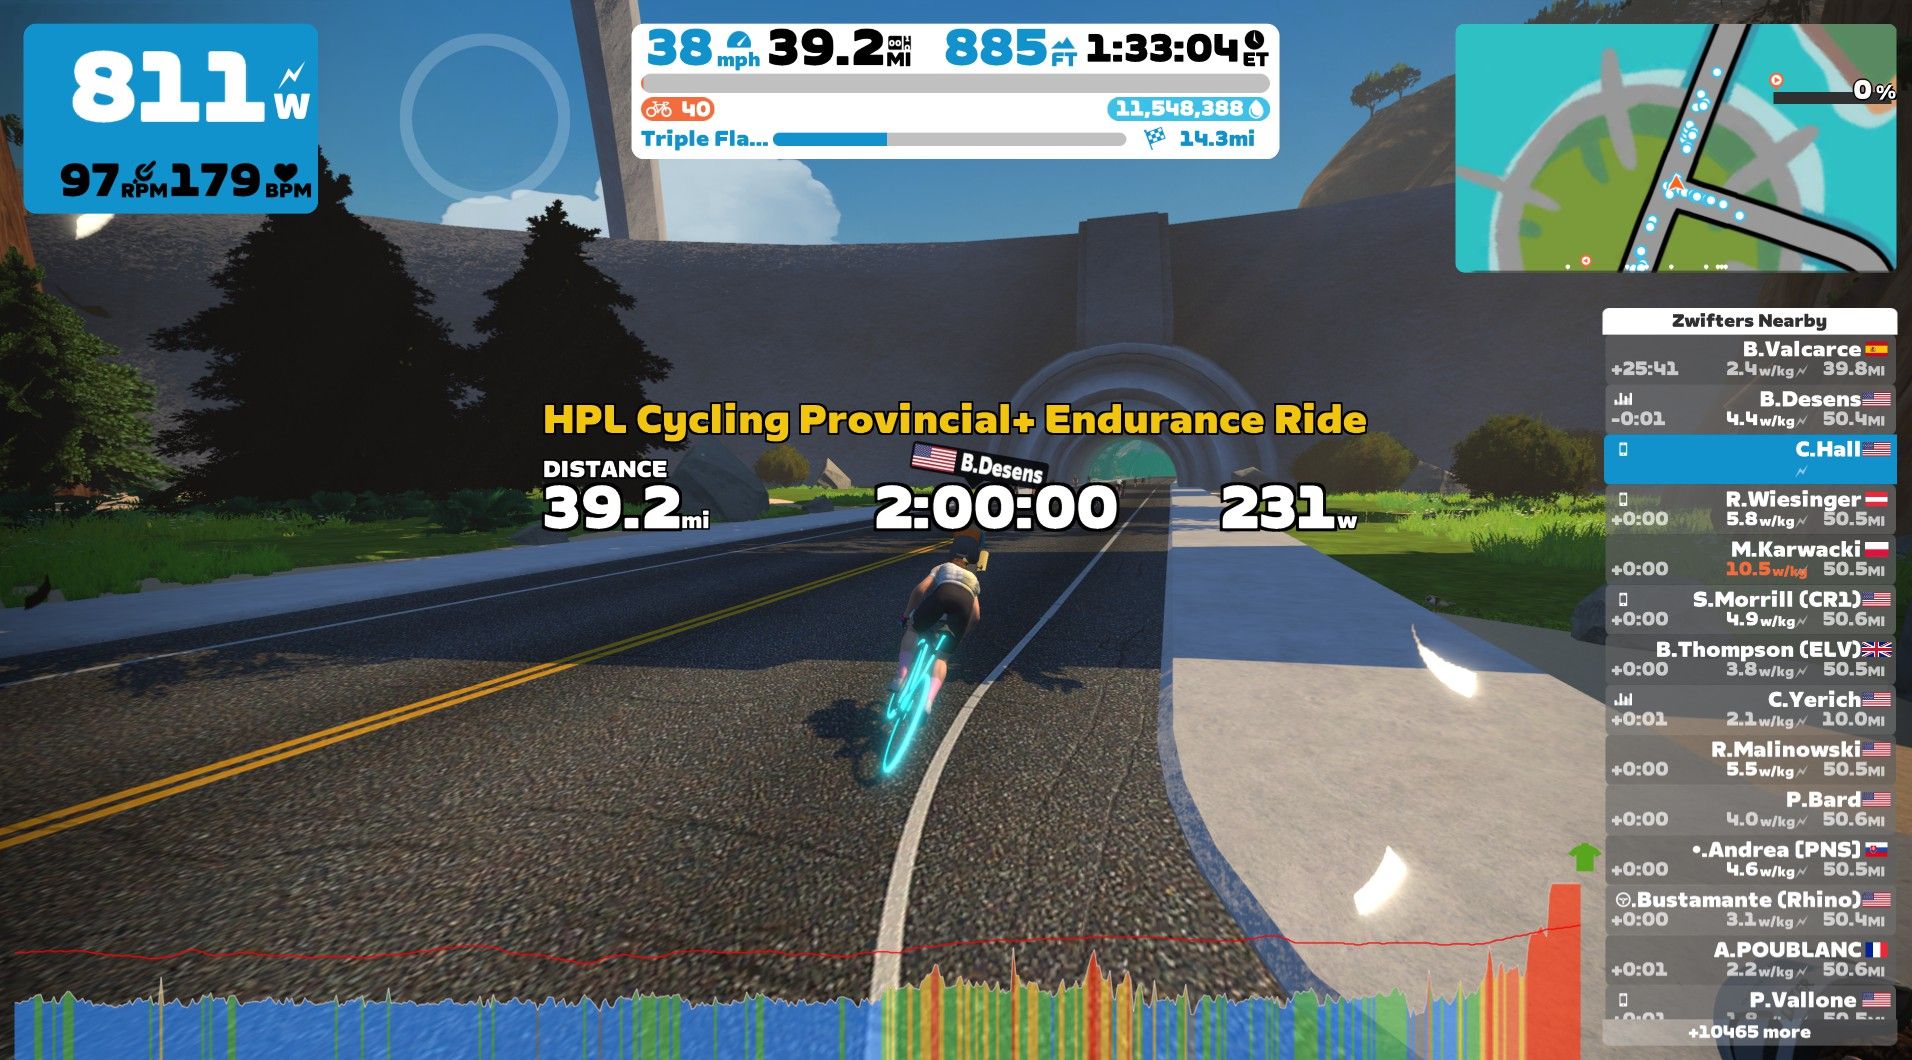 811 W
97 RPM 179 BPM
38 mph 39.2 MI 885 FT 1:33:04 ET
40 11,548,388
Triple Fla... 14.3mi
0 %
HPL Cycling Provincial+ Endurance Ride
B.Desens
DISTANCE
39.2mi 2:00:00 231w
Zwifters Nearby
B.Valcarce
+25:41 2.4w/kg 39.8MI
B.Desens
-0:01 4.4w/kg 50.4MI
C.Hall
R.Wiesinger
+0:00 5.8w/kg 50.5MI
M.Karwacki
+0:00 10.5w/kg 50.5MI
S.Morrill (CR1)
+0:00 4.9w/kg 50.6MI
B.Thompson (ELV)
+0:00 3.8w/kg 50.5MI
C.Yerich
+0:01 2.1w/kg 10.0MI
R.Malinowski
+0:00 5.5w/kg 50.5MI
P.Bard
+0:00 4.0w/kg 50.6MI
•.Andrea [PNS]
+0:00 4.6w/kg 50.5MI
.Bustamante (Rhino)
+0:00 3.1w/kg 50.4MI
A.POUBLANC
+0:01 2.2w/kg 50.6MI
P.Vallone
+10465 more